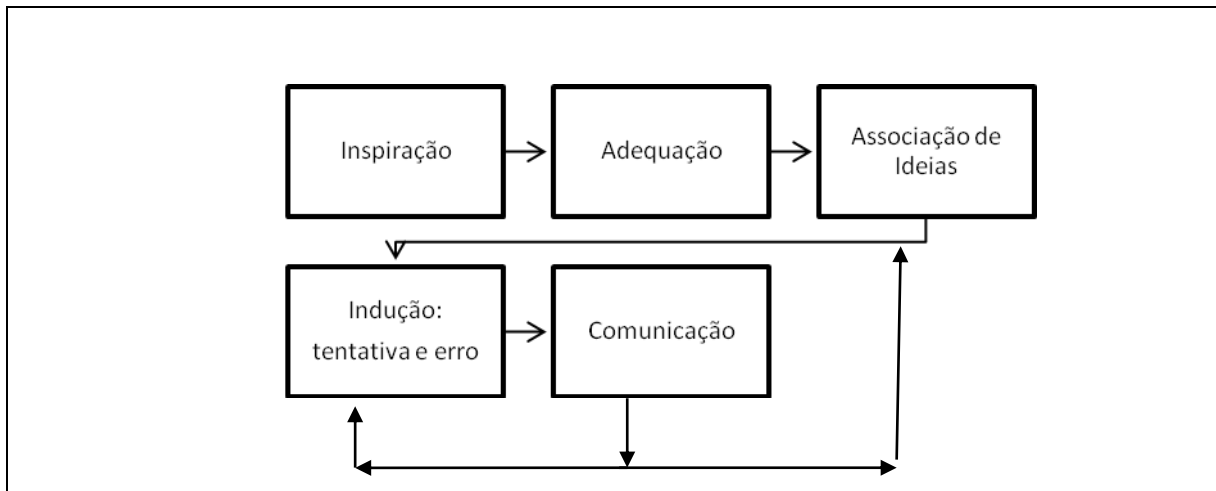 Inspiração
Adequação
Associação de
Ideias
Indução:
tentativa e erro
Comunicação